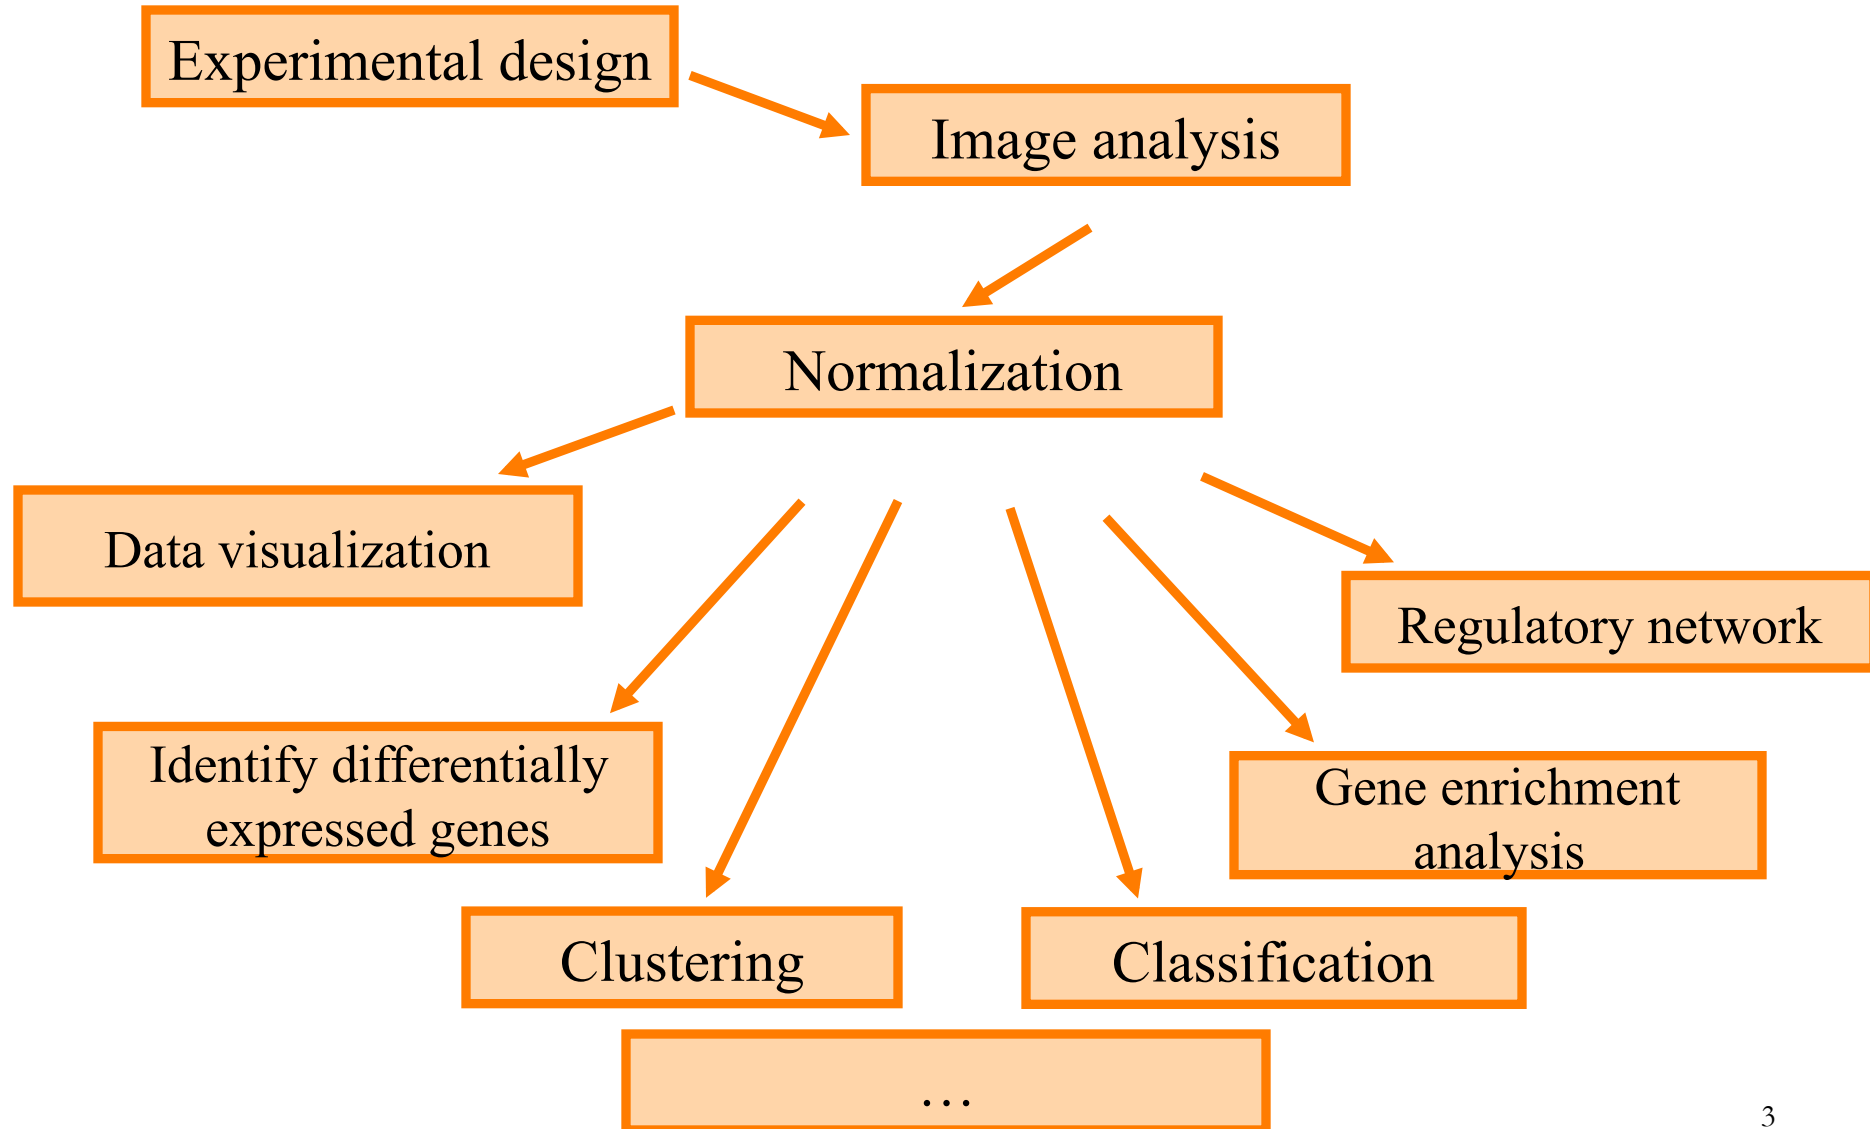 Experimental design
Image analysis
Normalization
Data visualization
Regulatory network
Identify differentially
expressed genes
Gene enrichment
analysis
Clustering
Classification
…
3